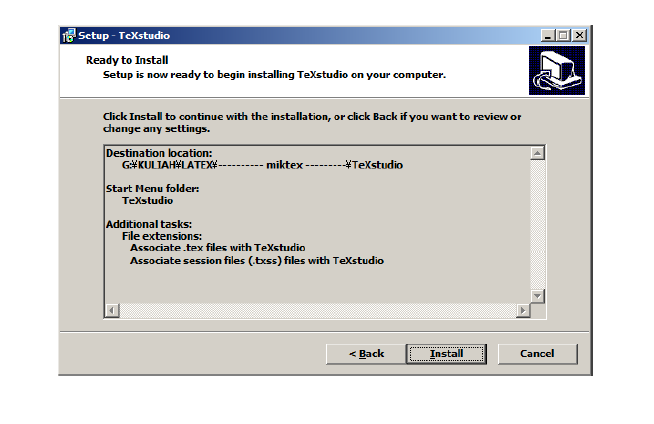 Setup - TeXstudio
Ready to Install
Setup is now ready to begin installing TeXstudio on your computer.
Click Install to continue with the installation, or click Back if you want to review or
change any settings.
Destination location:
G:¥KULIAH¥LATEX¥---------- miktex ---------¥TeXstudio
Start Menu folder:
TeXstudio
Additional tasks:
File extensions:
Associate .tex files with TeXstudio
Associate session files (.txss) files with TeXstudio
< Back
Install
Cancel